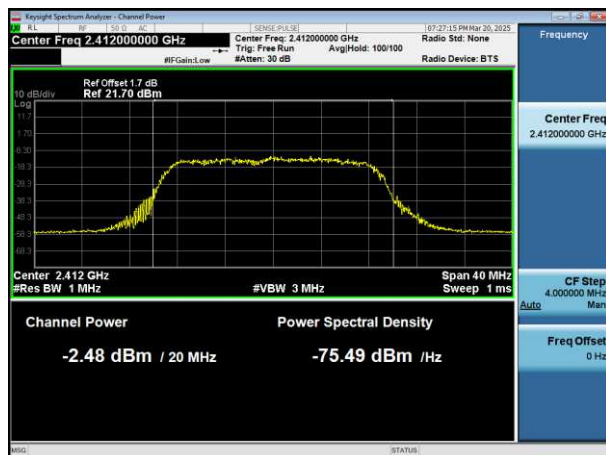 Keysight Spectrum Analyzer - Channel Power
RL RF 50 Ω AC SENSE:PULSE 07:27:15 PM Mar 20, 2025
Center Freq 2.412000000 GHz
Center Freq: 2.412000000 GHz
Radio Std: None
Trig: Free Run Avg|Hold: 100/100
#IFGain:Low #Atten: 30 dB
Radio Device: BTS
Frequency
Ref Offset 1.7 dB
10 dB/div Ref 21.70 dBm
Log
11.7
1.70
-8.30
-18.3
-28.3
-38.3
-48.3
-58.3
-68.3
Center Freq
2.412000000 GHz
Center 2.412 GHz Span 40 MHz
#Res BW 1 MHz #VBW 3 MHz Sweep 1 ms
CF Step
4.000000 MHz
Auto Man
Channel Power Power Spectral Density
-2.48 dBm / 20 MHz -75.49 dBm /Hz
Freq Offset
0 Hz
MSG STATUS